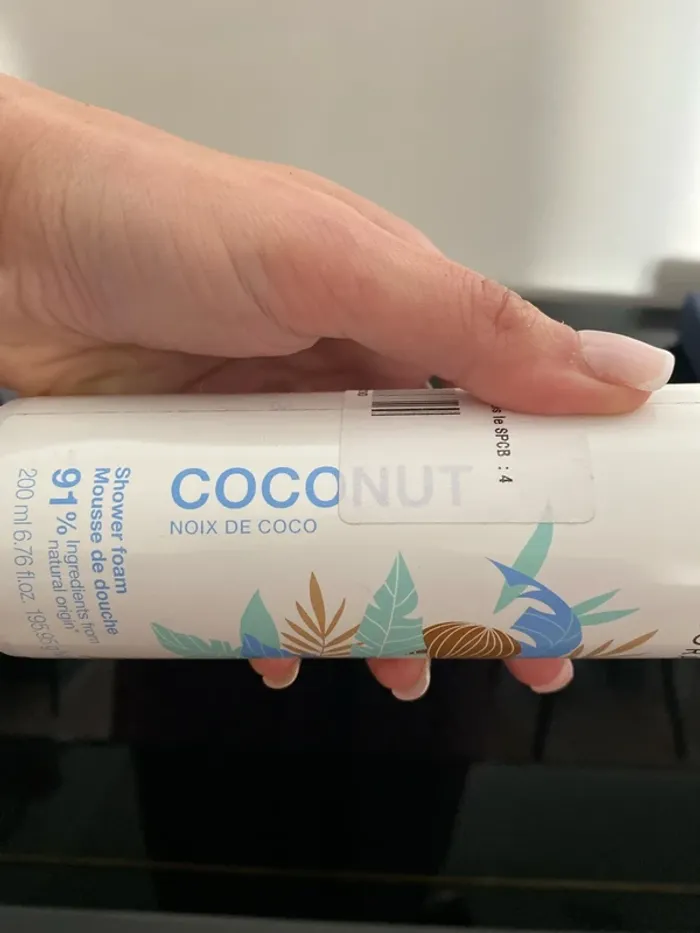 COCONUT
NOIX DE COCO
Shower foam
Mousse de douche
91% Ingredients from
natural origin*
200 ml 6.76 fl.oz.
le SPCB : 4